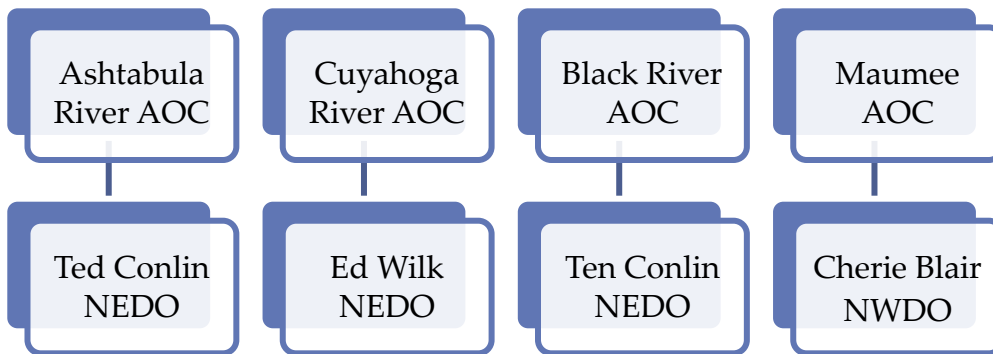 Ashtabula
River AOC
Cuyahoga
River AOC
Black River
AOC
Maumee
AOC
Ted Conlin
NEDO
Ed Wilk
NEDO
Ten Conlin
NEDO
Cherie Blair
NWDO